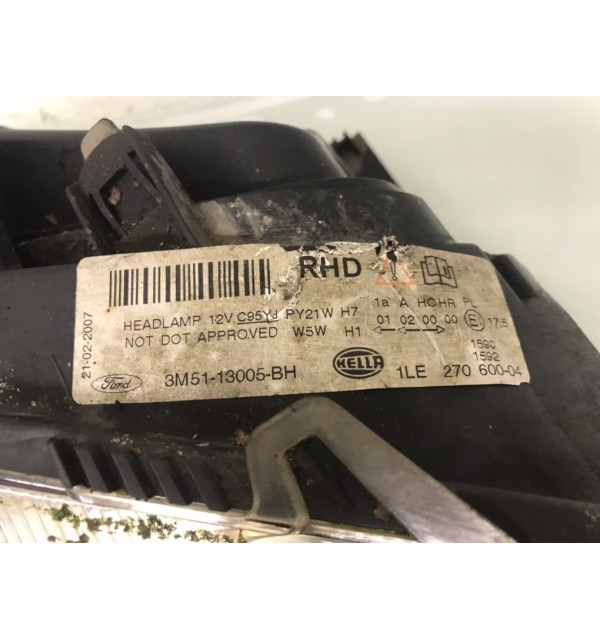 RHD
21-02-2007
HEADLAMP 12V C95YJ PY21W H7
NOT DOT APPROVED W5W H1
1a A HCHR PL
01 02 00 00 E 17.5
1590
1592
Ford 3M51-13005-BH HELLA 1LE 270 600-04